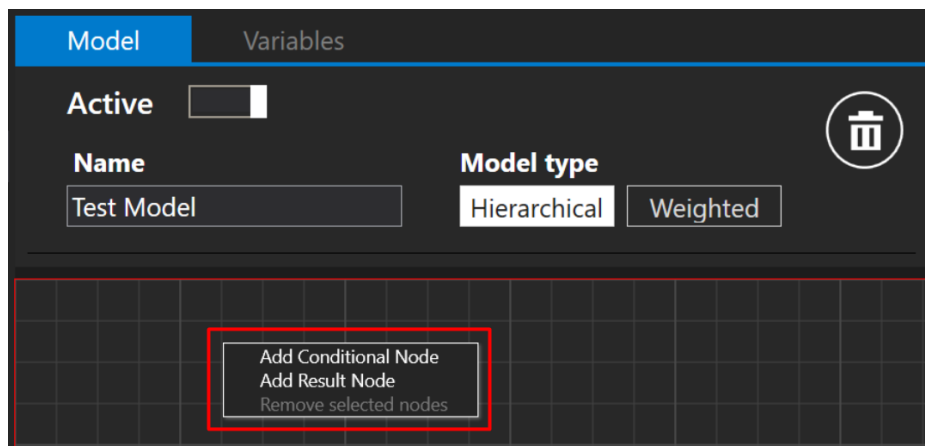 Model Variables
Active
Name Model type
Test Model Hierarchical Weighted
Add Conditional Node
Add Result Node
Remove selected nodes